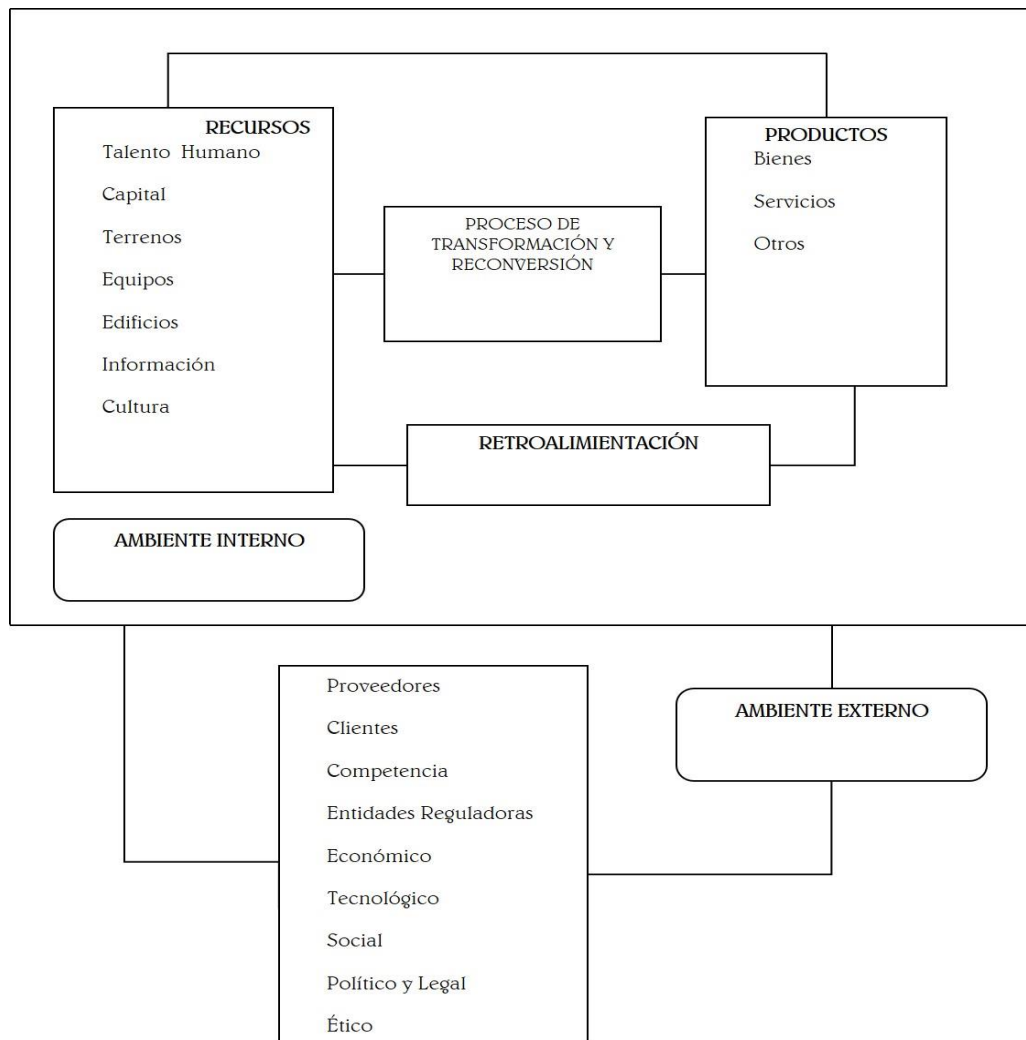 RECURSOS
Talento Humano
Capital
Terrenos
Equipos
Edificios
Información
Cultura
PROCESO DE
TRANSFORMACIÓN Y
RECONVERSIÓN
PRODUCTOS
Bienes
Servicios
Otros
RETROALIMIENTACIÓN
AMBIENTE INTERNO
Proveedores
Clientes
Competencia
Entidades Reguladoras
Económico
Tecnológico
Social
Político y Legal
Ético
AMBIENTE EXTERNO